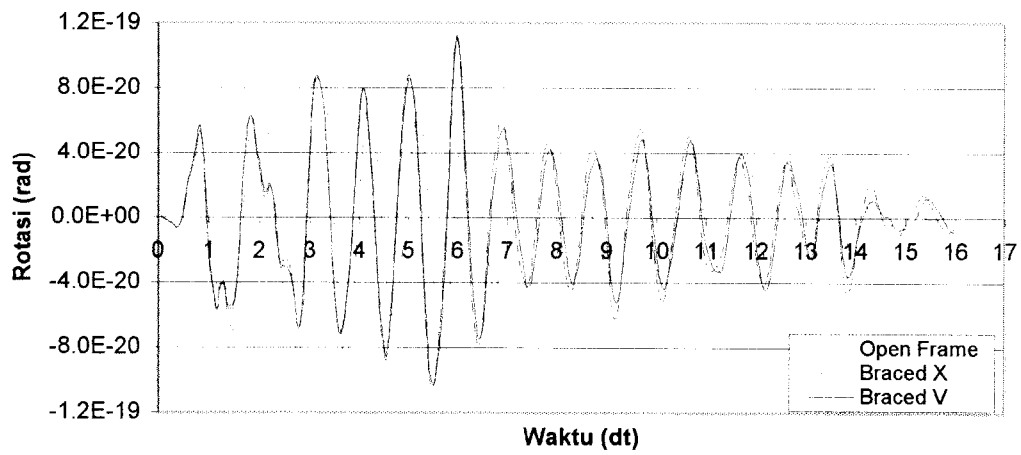 1.2E-19
8.0E-20
4.0E-20
0.0E+00
-4.0E-20
-8.0E-20
-1.2E-19
Rotasi (rad)
0 1 2 3 4 5 6 7 8 9 10 11 12 13 14 15 16 17
Waktu (dt)
Open Frame
Braced X
Braced V